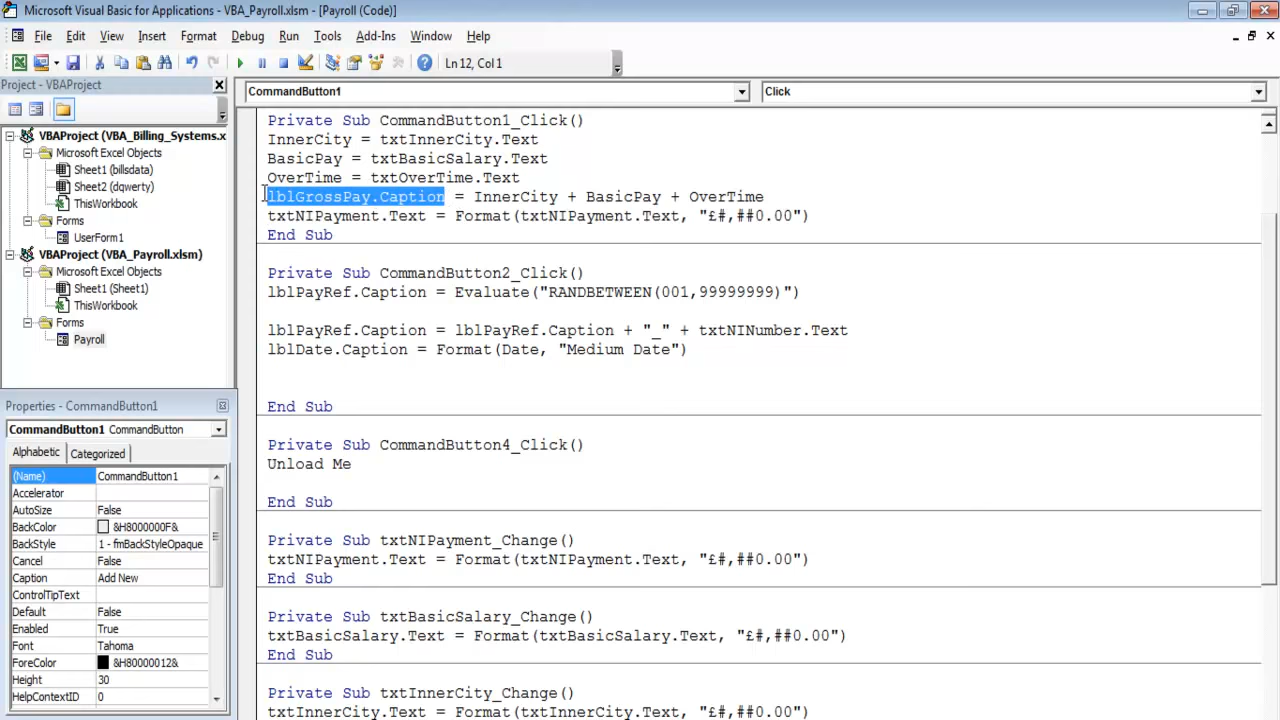 Microsoft Visual Basic for Applications - VBA_Payroll.xlsm - [Payroll (Code)]
File Edit View Insert Format Debug Run Tools Add-Ins Window Help
Ln 12, Col 1
Project - VBAProject
CommandButton1 Click
VBAProject (VBA_Billing_Systems.x
Microsoft Excel Objects
Sheet1 (billsdata)
Sheet2 (dqwerty)
ThisWorkbook
Forms
UserForm1
VBAProject (VBA_Payroll.xlsm)
Microsoft Excel Objects
Sheet1 (Sheet1)
ThisWorkbook
Forms
Payroll
Properties - CommandButton1
CommandButton1 CommandButton
Alphabetic Categorized
(Name) CommandButton1
Accelerator
AutoSize False
BackColor &H8000000F&
BackStyle 1 - fmBackStyleOpaque
Cancel False
Caption Add New
ControlTipText
Default False
Enabled True
Font Tahoma
ForeColor &H80000012&
Height 30
HelpContextID 0
Private Sub CommandButton1_Click()
InnerCity = txtInnerCity.Text
BasicPay = txtBasicSalary.Text
OverTime = txtOverTime.Text
lblGrossPay.Caption = InnerCity + BasicPay + OverTime
txtNIPayment.Text = Format(txtNIPayment.Text, "£#,##0.00")
End Sub
Private Sub CommandButton2_Click()
lblPayRef.Caption = Evaluate("RANDBETWEEN(001,99999999)")
lblPayRef.Caption = lblPayRef.Caption + "_" + txtNINumber.Text
lblDate.Caption = Format(Date, "Medium Date")
End Sub
Private Sub CommandButton4_Click()
Unload Me
End Sub
Private Sub txtNIPayment_Change()
txtNIPayment.Text = Format(txtNIPayment.Text, "£#,##0.00")
End Sub
Private Sub txtBasicSalary_Change()
txtBasicSalary.Text = Format(txtBasicSalary.Text, "£#,##0.00")
End Sub
Private Sub txtInnerCity_Change()
txtInnerCity.Text = Format(txtInnerCity.Text, "£#,##0.00")